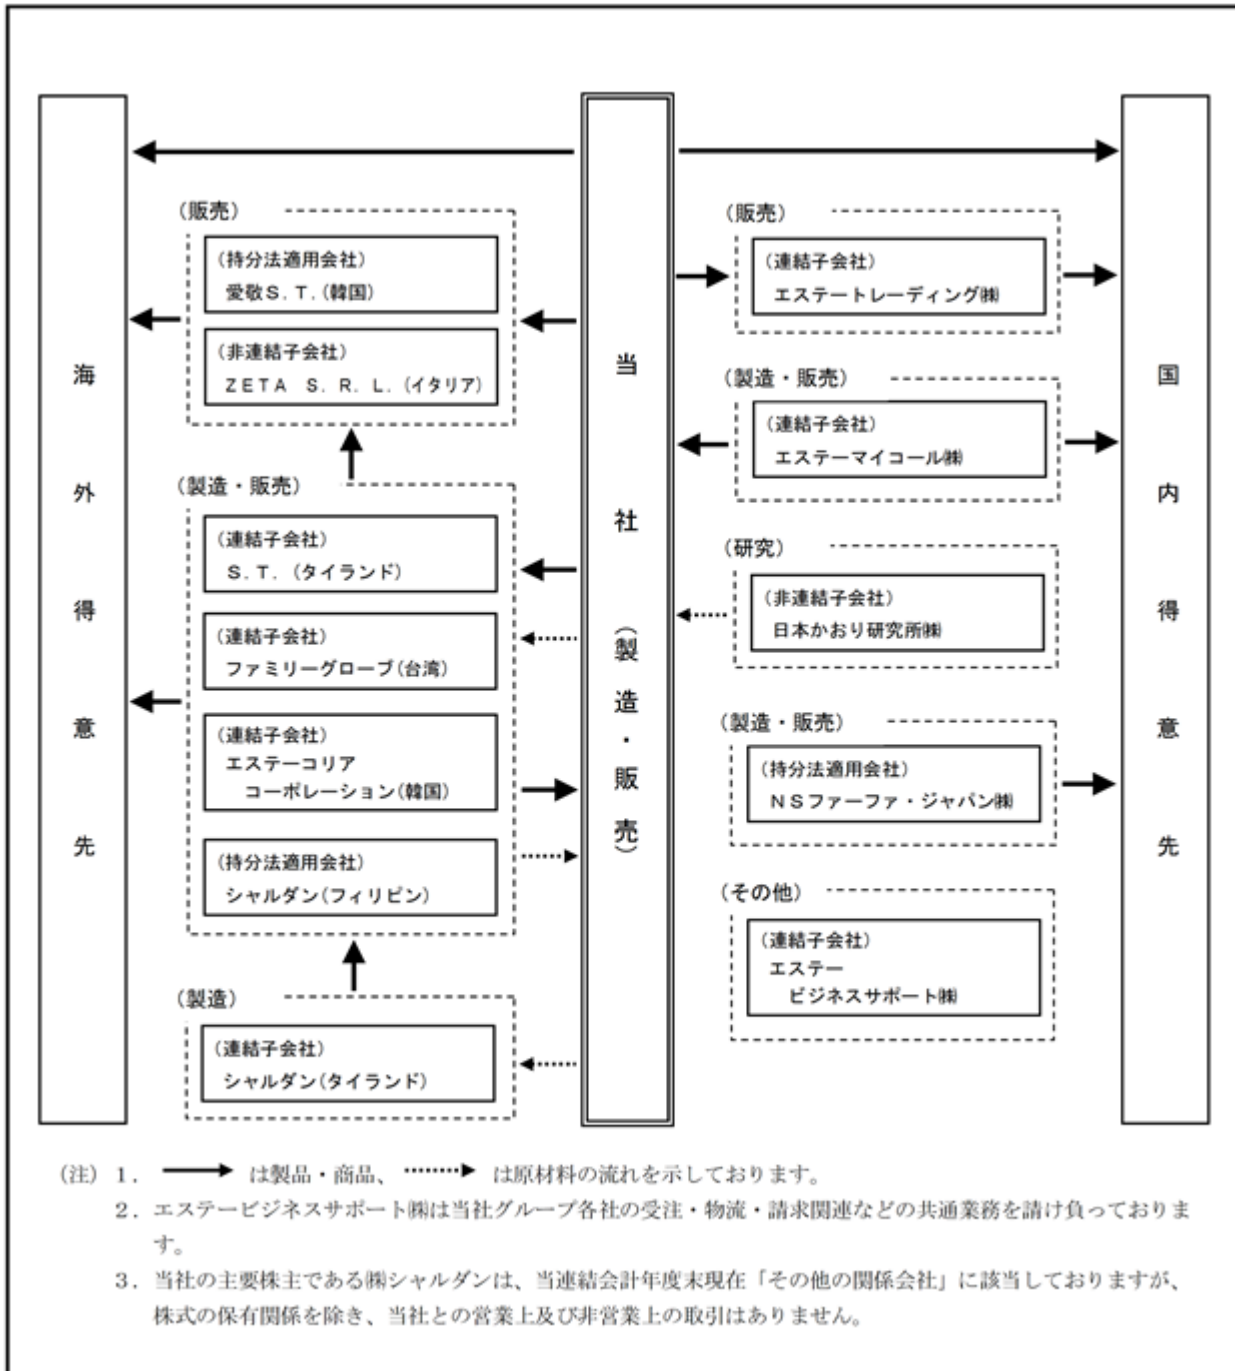 海外得意先
(販売)
(持分法適用会社)
愛敬S.T.(韓国)
(非連結子会社)
ZETA S.R.L.(イタリア)
(製造・販売)
(連結子会社)
S.T.(タイランド)
(連結子会社)
ファミリーグローブ(台湾)
(連結子会社)
エステーコリア
コーポレーション(韓国)
(持分法適用会社)
シャルダン(フィリピン)
(製造)
(連結子会社)
シャルダン(タイランド)
当社(製造・販売)
(販売)
(連結子会社)
エステートレーディング㈱
(製造・販売)
(連結子会社)
エステーマイコール㈱
(研究)
(非連結子会社)
日本かおり研究所㈱
(製造・販売)
(持分法適用会社)
NSファーファ・ジャパン㈱
(その他)
(連結子会社)
エステー
ビジネスサポート㈱
国内得意先
(注)1. は製品・商品、 は原材料の流れを示しております。
2.エステービジネスサポート㈱は当社グループ各社の受注・物流・請求関連などの共通業務を請け負っておりま
す。
3.当社の主要株主である㈱シャルダンは、当連結会計年度末現在「その他の関係会社」に該当しておりますが、
株式の保有関係を除き、当社との営業上及び非営業上の取引はありません。